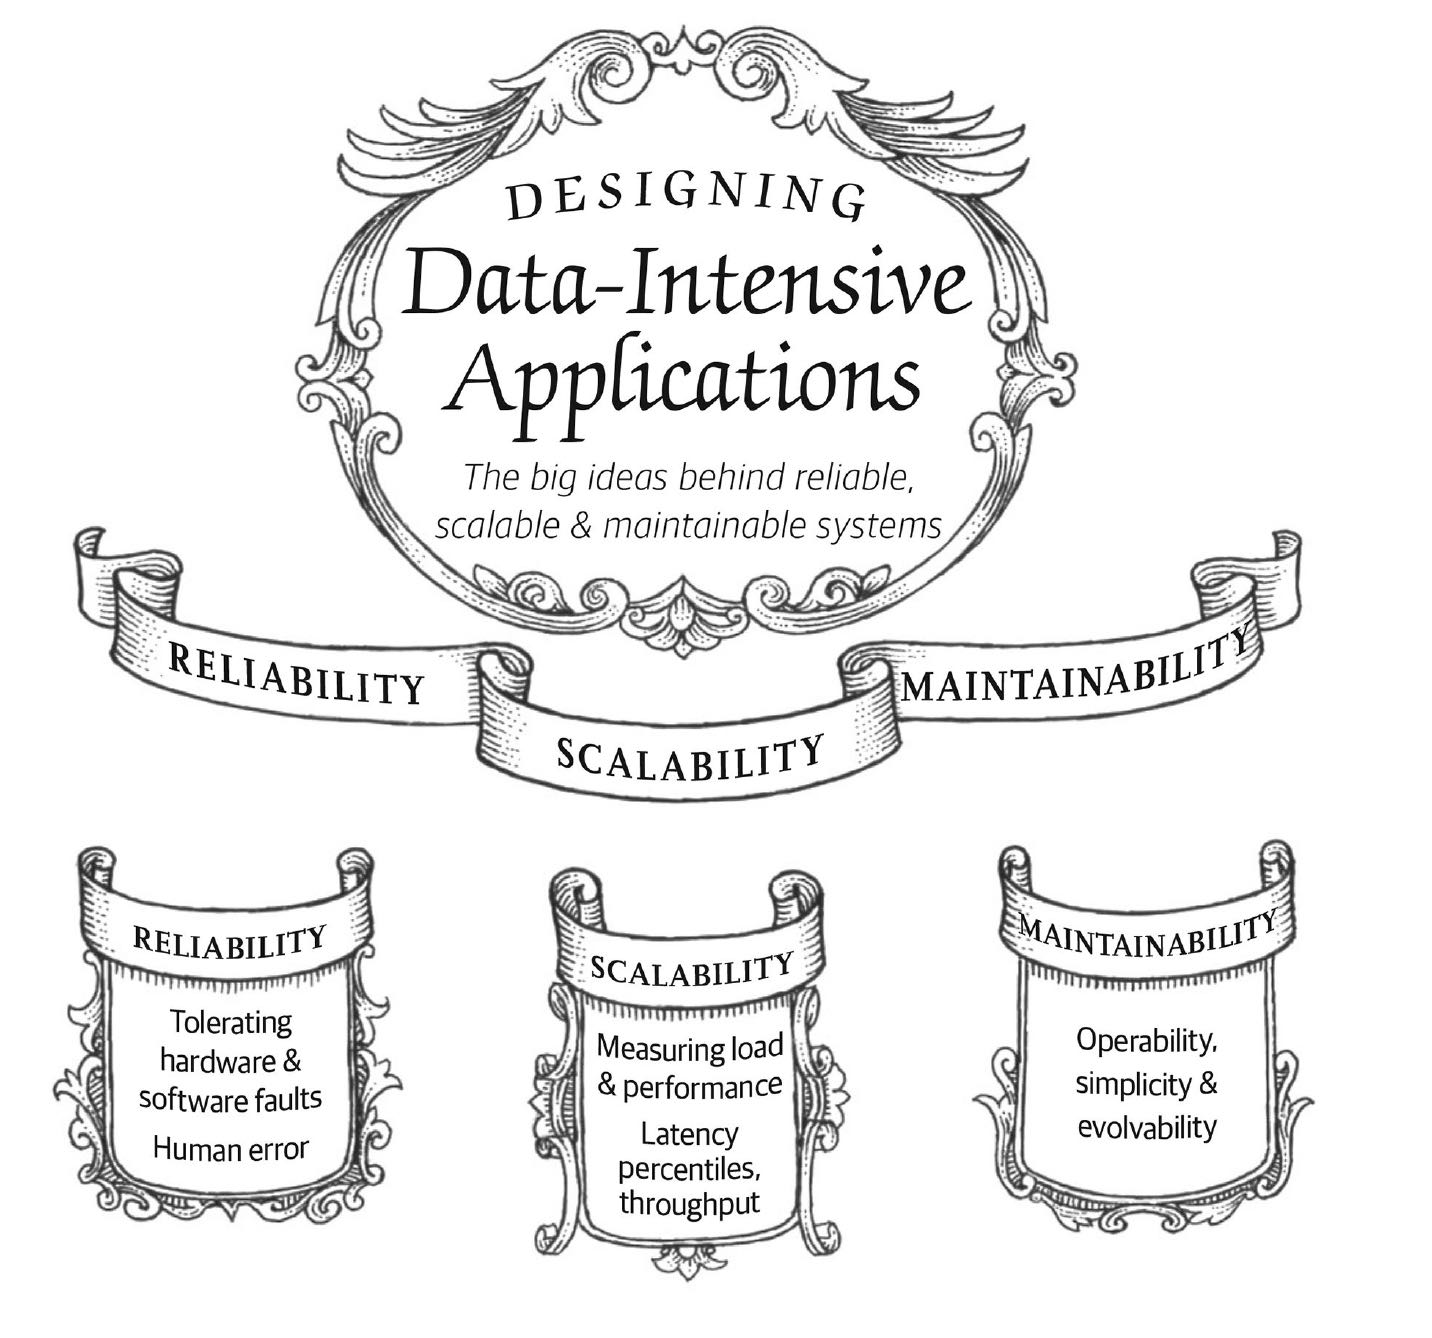 DESIGNING
Data-Intensive
Applications
The big ideas behind reliable,
scalable & maintainable systems
RELIABILITY
SCALABILITY
MAINTAINABILITY
RELIABILITY
Tolerating
hardware &
software faults
Human error
SCALABILITY
Measuring load
& performance
Latency
percentiles,
throughput
MAINTAINABILITY
Operability,
simplicity &
evolvability